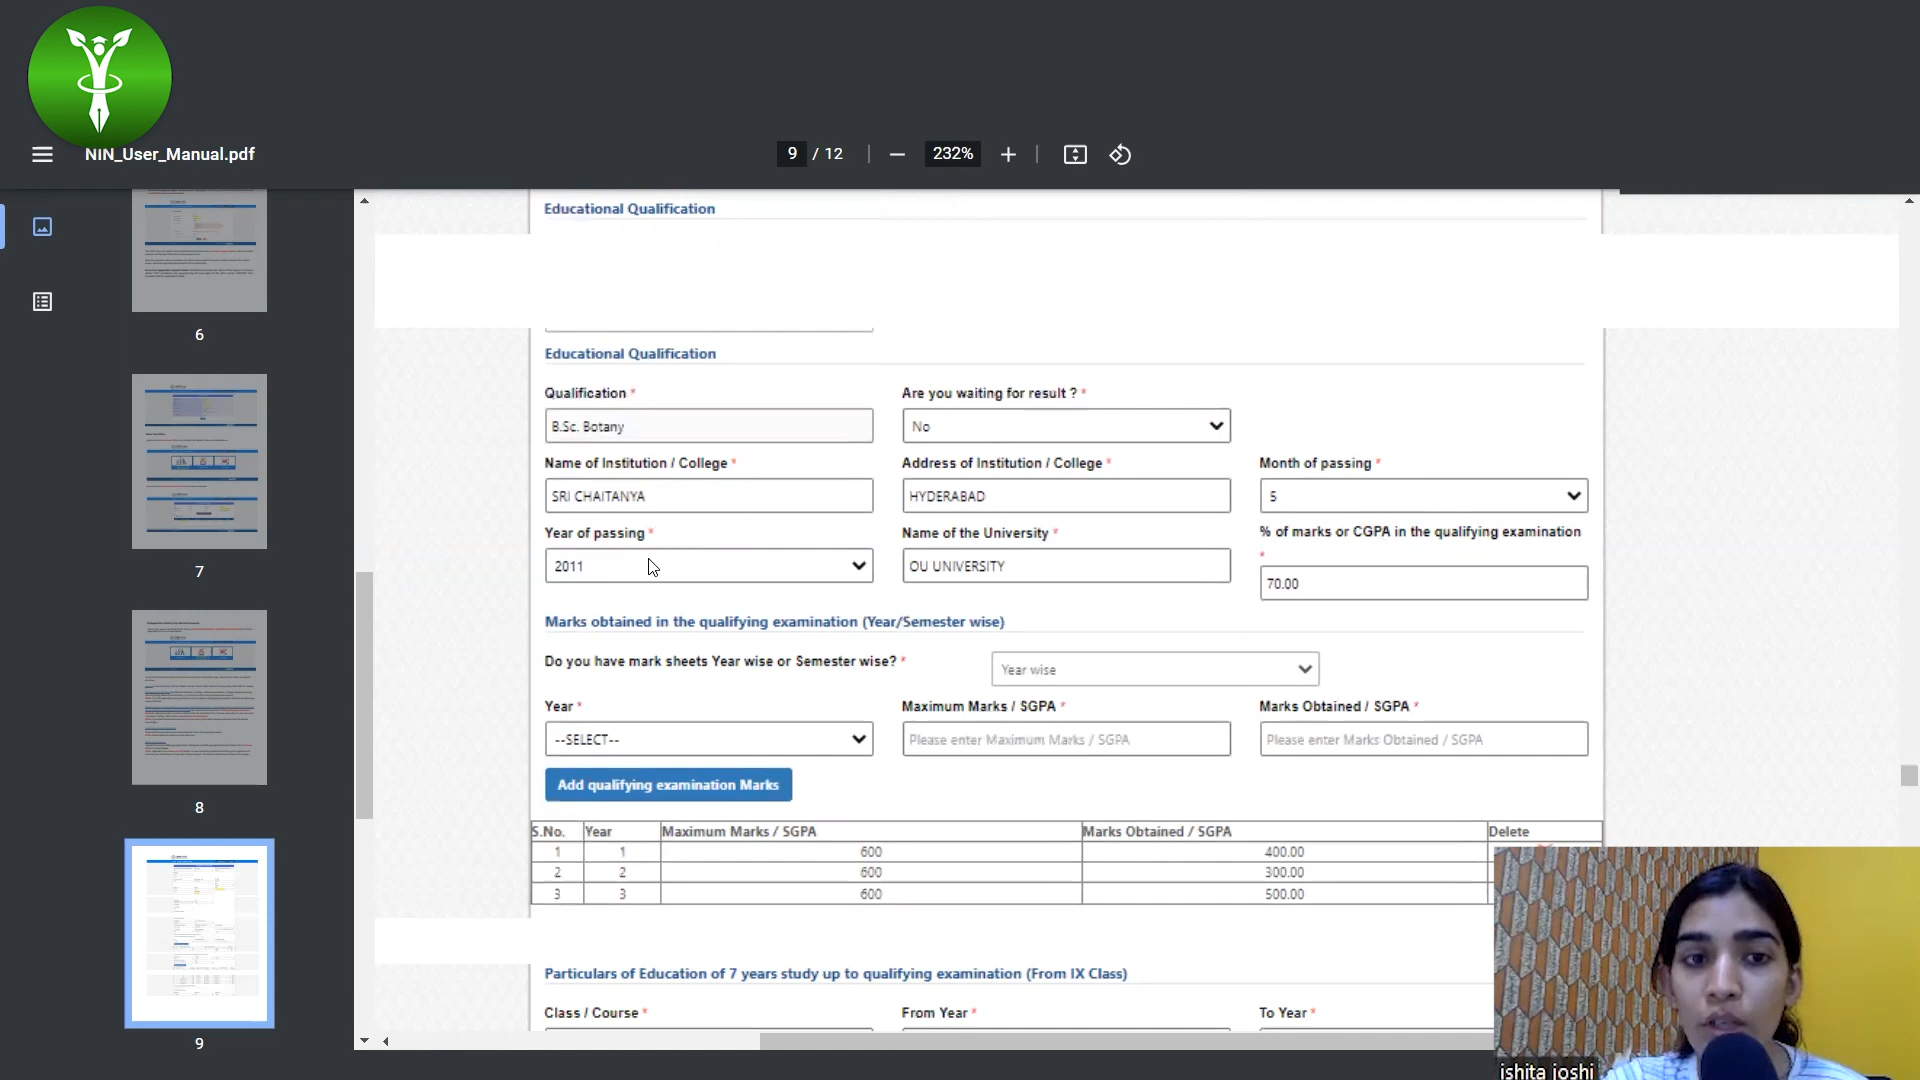 NIN_User_Manual.pdf
9 / 12
232%
6
7
8
9
Educational Qualification
Educational Qualification
Qualification *
Are you waiting for result ? *
B.Sc. Botany
No
Name of Institution / College *
Address of Institution / College *
Month of passing *
SRI CHAITANYA
HYDERABAD
5
Year of passing *
Name of the University *
% of marks or CGPA in the qualifying examination
*
2011
OU UNIVERSITY
70.00
Marks obtained in the qualifying examination (Year/Semester wise)
Do you have mark sheets Year wise or Semester wise? *
Year wise
Year *
Maximum Marks / SGPA *
Marks Obtained / SGPA *
--SELECT--
Please enter Maximum Marks / SGPA
Please enter Marks Obtained / SGPA
Add qualifying examination Marks
S.No. Year Maximum Marks / SGPA Marks Obtained / SGPA Delete
1 1 600 400.00
2 2 600 300.00
3 3 600 500.00
Particulars of Education of 7 years study up to qualifying examination (From IX Class)
Class / Course *
From Year *
To Year *
ishita joshi